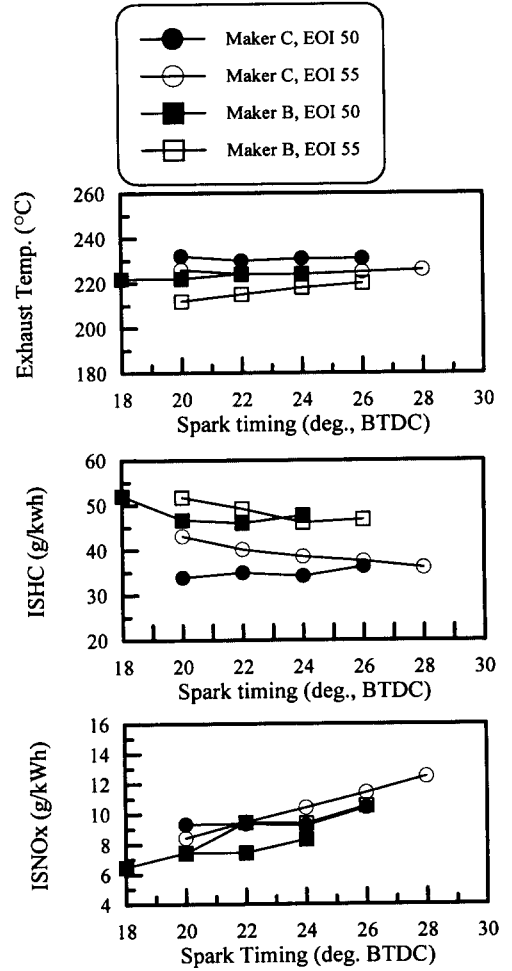 Maker C, EOI 50
Maker C, EOI 55
Maker B, EOI 50
Maker B, EOI 55
Exhaust Temp. (°C)
260
240
220
200
180
18 20 22 24 26 28 30
Spark timing (deg., BTDC)
ISHC (g/kwh)
60
50
40
30
20
18 20 22 24 26 28 30
Spark timing (deg., BTDC)
ISNOx (g/kWh)
16
14
12
10
8
6
4
18 20 22 24 26 28 30
Spark Timing (deg. BTDC)